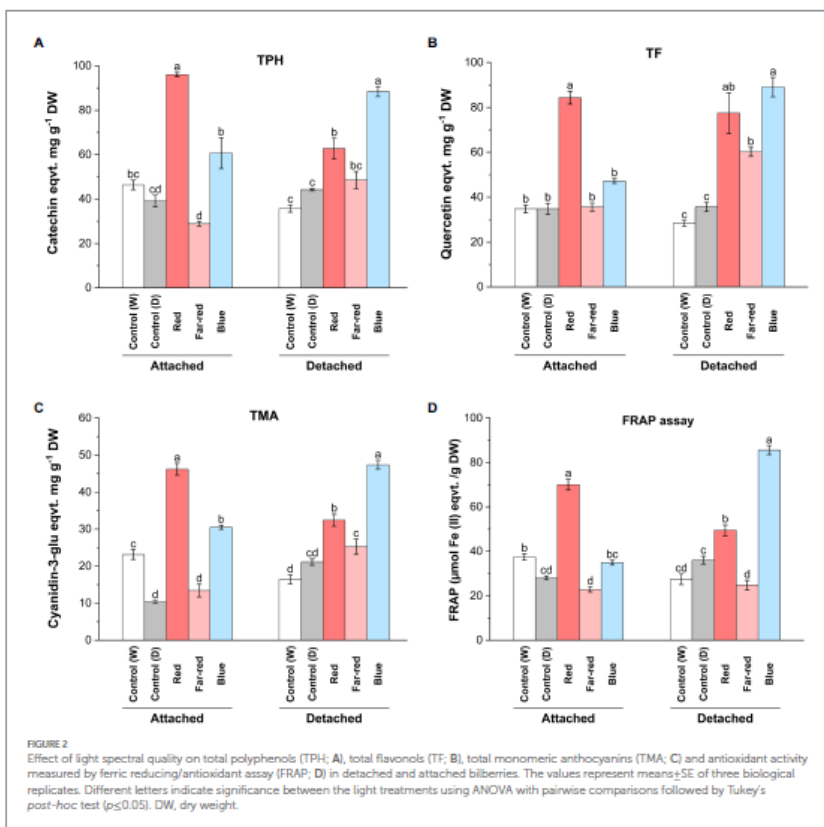 A
TPH
Catechin eqvt. mg g⁻¹ DW
100
80
60
40
20
0
bc
cd
a
d
b
c
c
b
bc
a
Control (W)
Control (D)
Red
Far-red
Blue
Control (W)
Control (D)
Red
Far-red
Blue
Attached
Detached
B
TF
Quercetin eqvt. mg g⁻¹ DW
100
80
60
40
20
0
b
b
a
b
b
c
c
ab
b
a
Control (W)
Control (D)
Red
Far-red
Blue
Control (W)
Control (D)
Red
Far-red
Blue
Attached
Detached
C
TMA
Cyanidin-3-glu eqvt. mg g⁻¹ DW
60
50
40
30
20
10
0
c
d
a
d
b
d
cd
b
c
a
Control (W)
Control (D)
Red
Far-red
Blue
Control (W)
Control (D)
Red
Far-red
Blue
Attached
Detached
D
FRAP assay
FRAP (µmol Fe (II) eqvt. /g DW)
100
80
60
40
20
0
b
cd
a
d
bc
cd
c
b
d
a
Control (W)
Control (D)
Red
Far-red
Blue
Control (W)
Control (D)
Red
Far-red
Blue
Attached
Detached
FIGURE 2
Effect of light spectral quality on total polyphenols (TPH; A), total flavonols (TF; B), total monomeric anthocyanins (TMA; C) and antioxidant activity
measured by ferric reducing/antioxidant assay (FRAP; D) in detached and attached bilberries. The values represent means±SE of three biological
replicates. Different letters indicate significance between the light treatments using ANOVA with pairwise comparisons followed by Tukey's
post-hoc test (p≤0.05). DW, dry weight.